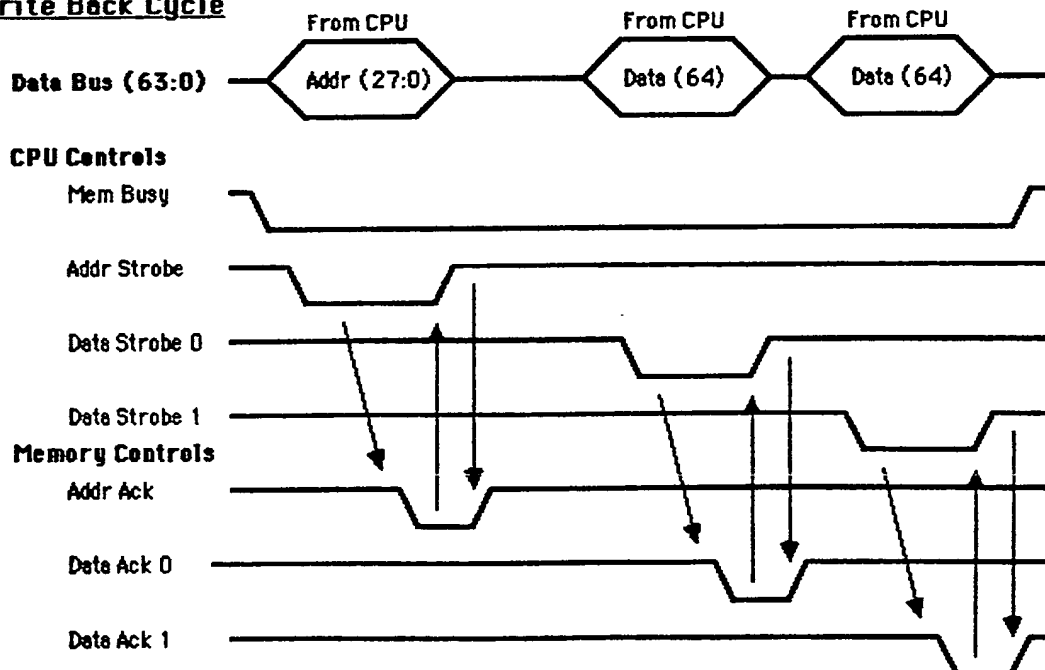 rite Back Cycle
From CPU From CPU From CPU
Data Bus (63:0) Addr (27:0) Data (64) Data (64)
CPU Controls
Mem Busy
Addr Strobe
Data Strobe 0
Data Strobe 1
Memory Controls
Addr Ack
Data Ack 0
Data Ack 1